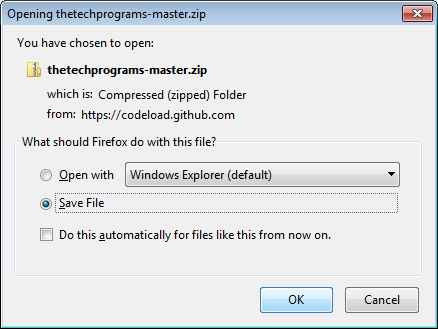 Opening thetechprograms-master.zip
You have chosen to open:
thetechprograms-master.zip
which is: Compressed (zipped) Folder
from: https://codeload.github.com
What should Firefox do with this file?
Open with Windows Explorer (default)
Save File
Do this automatically for files like this from now on.
OK Cancel